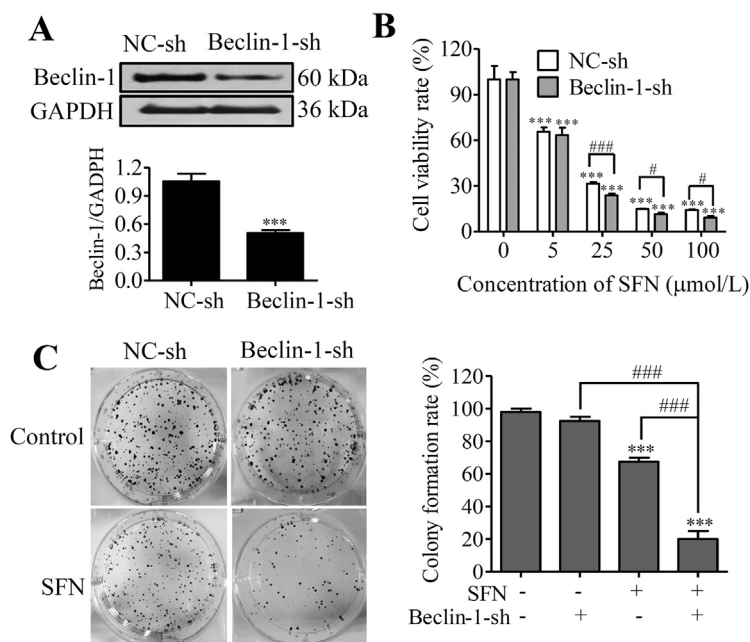 A
NC-sh Beclin-1-sh
Beclin-1 60 kDa
GAPDH 36 kDa
Beclin-1/GADPH
1.2
0.9
0.6
0.3
0.0
***
NC-sh Beclin-1-sh
B
Cell viability rate (%)
120
90
60
30
0
NC-sh
Beclin-1-sh
*** ***
###
*** ***
#
*** ***
#
*** ***
0 5 25 50 100
Concentration of SFN (μmol/L)
C
NC-sh Beclin-1-sh
Control
SFN
Colony formation rate (%)
120
100
80
60
40
20
0
###
###
***
***
SFN - - + +
Beclin-1-sh - + - +